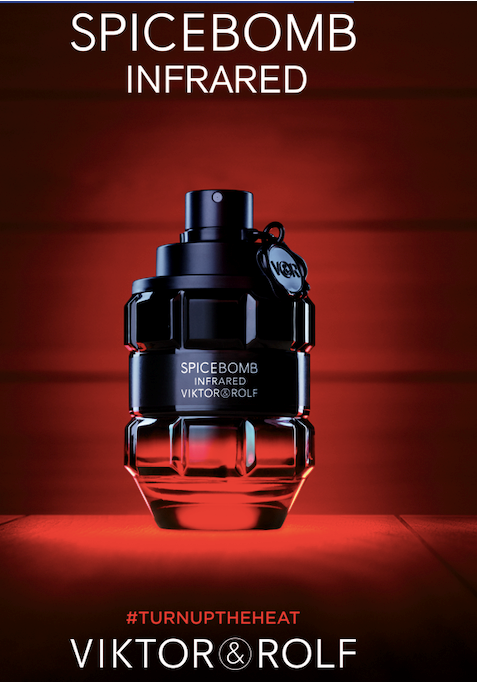 SPICEBOMB
INFRARED
V&R
SPICEBOMB
INFRARED
VIKTOR&ROLF
#TURNUPTHEHEAT
VIKTOR&ROLF